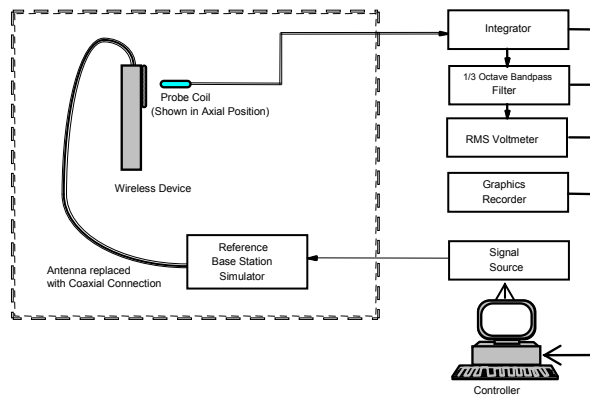 Integrator
1/3 Octave Bandpass
Filter
RMS Voltmeter
Graphics
Recorder
Signal
Source
Controller
Probe Coil
(Shown in Axial Position)
Wireless Device
Reference
Base Station
Simulator
Antenna replaced
with Coaxial Connection